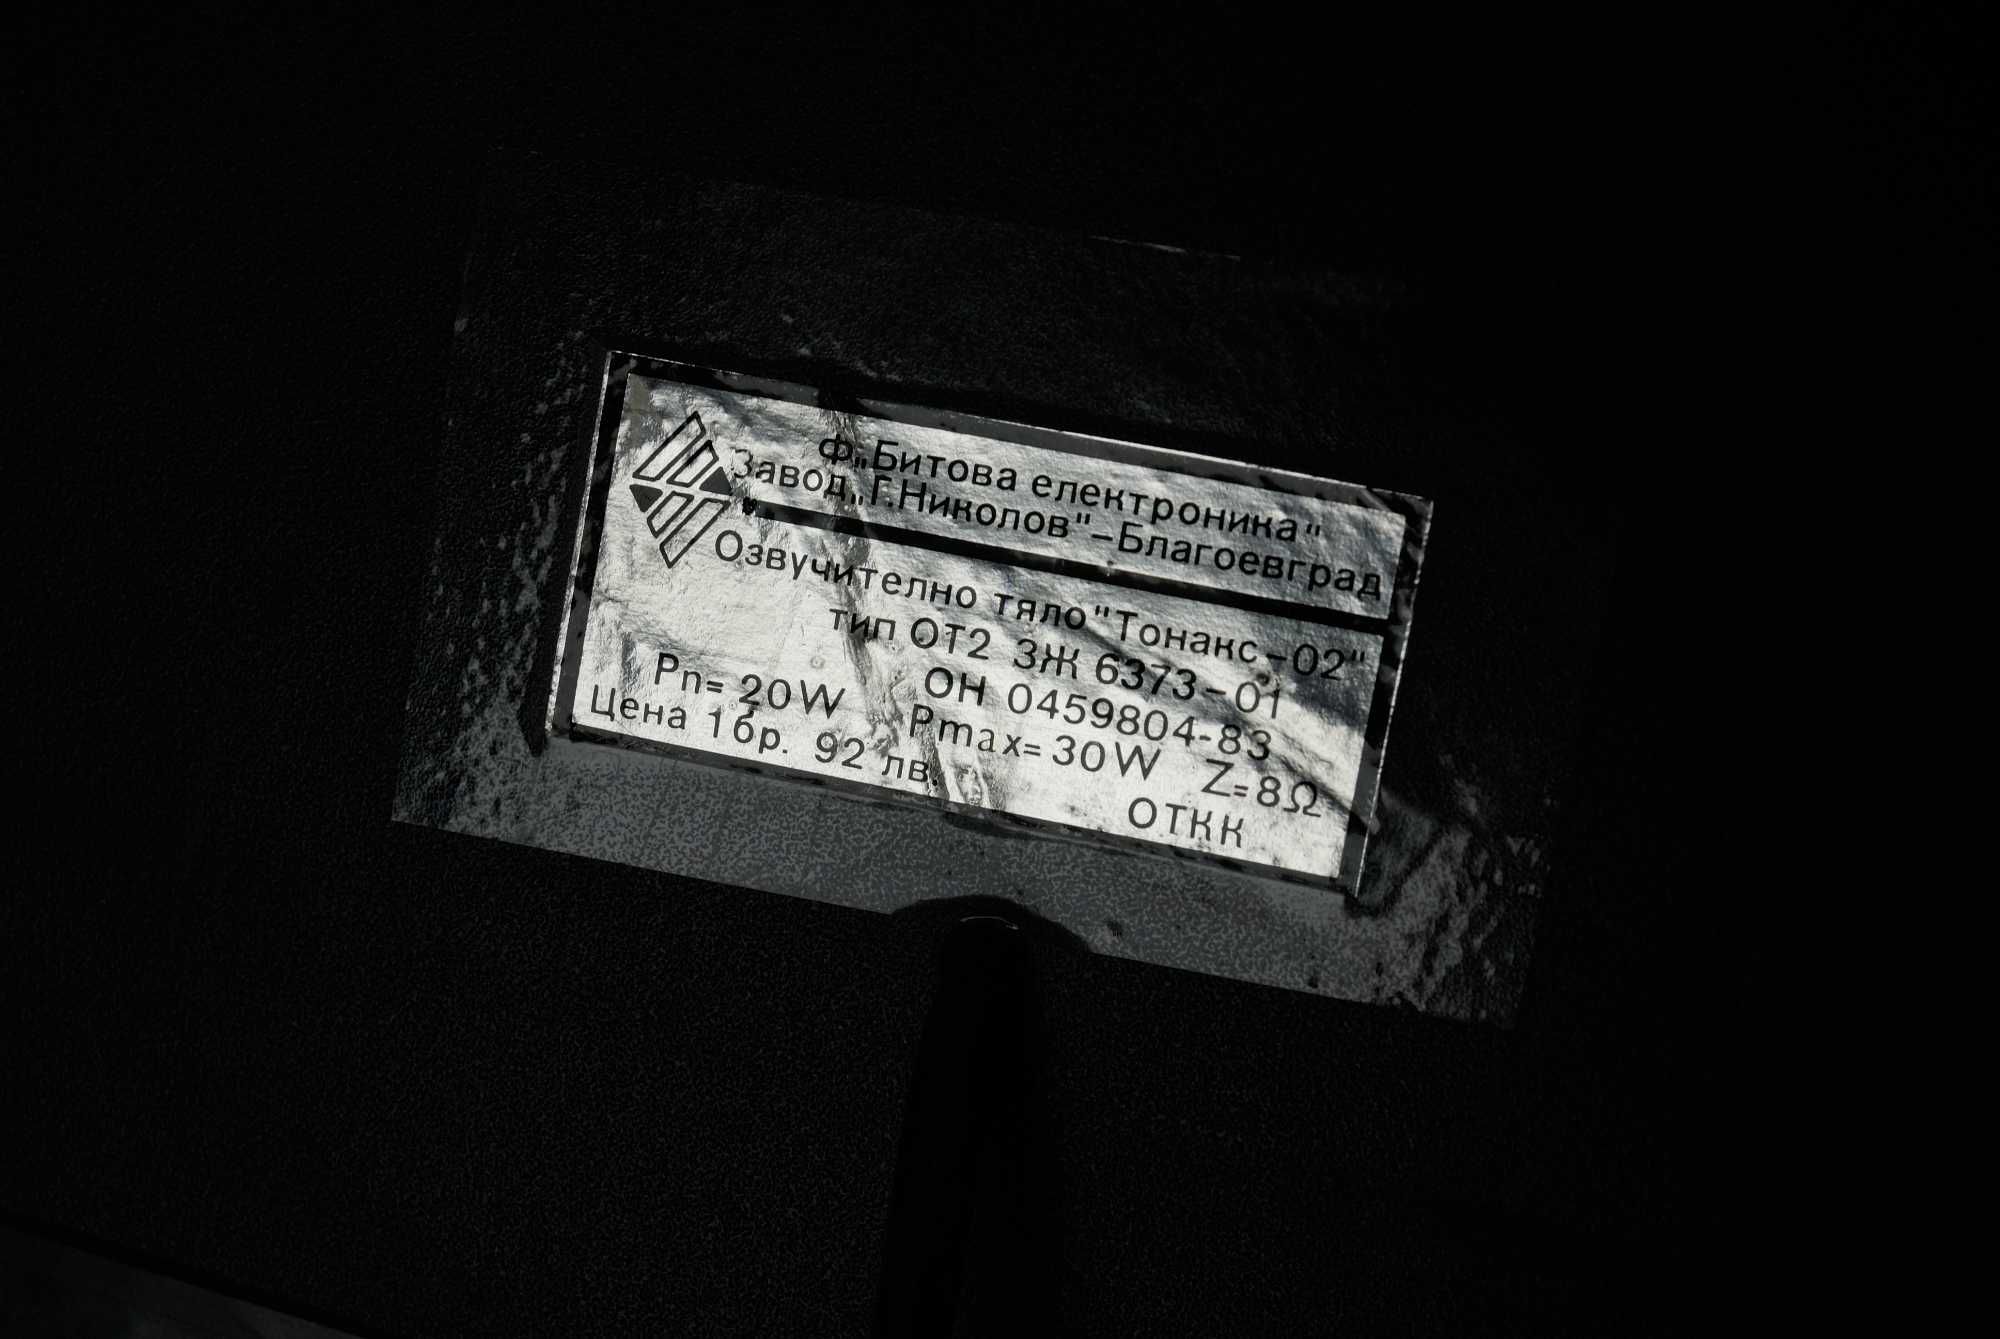 ф„Битова електроника"
Завод„Г.Николов"-Благоевград
Озвучително тяло"Тонакс-02"
тип ОТ2 3Ж 6373-01
ОН 0459804-83
Pn= 20W Pmax= 30W Z=8Ω
Цена 1бр. 92 лв. ОТКК